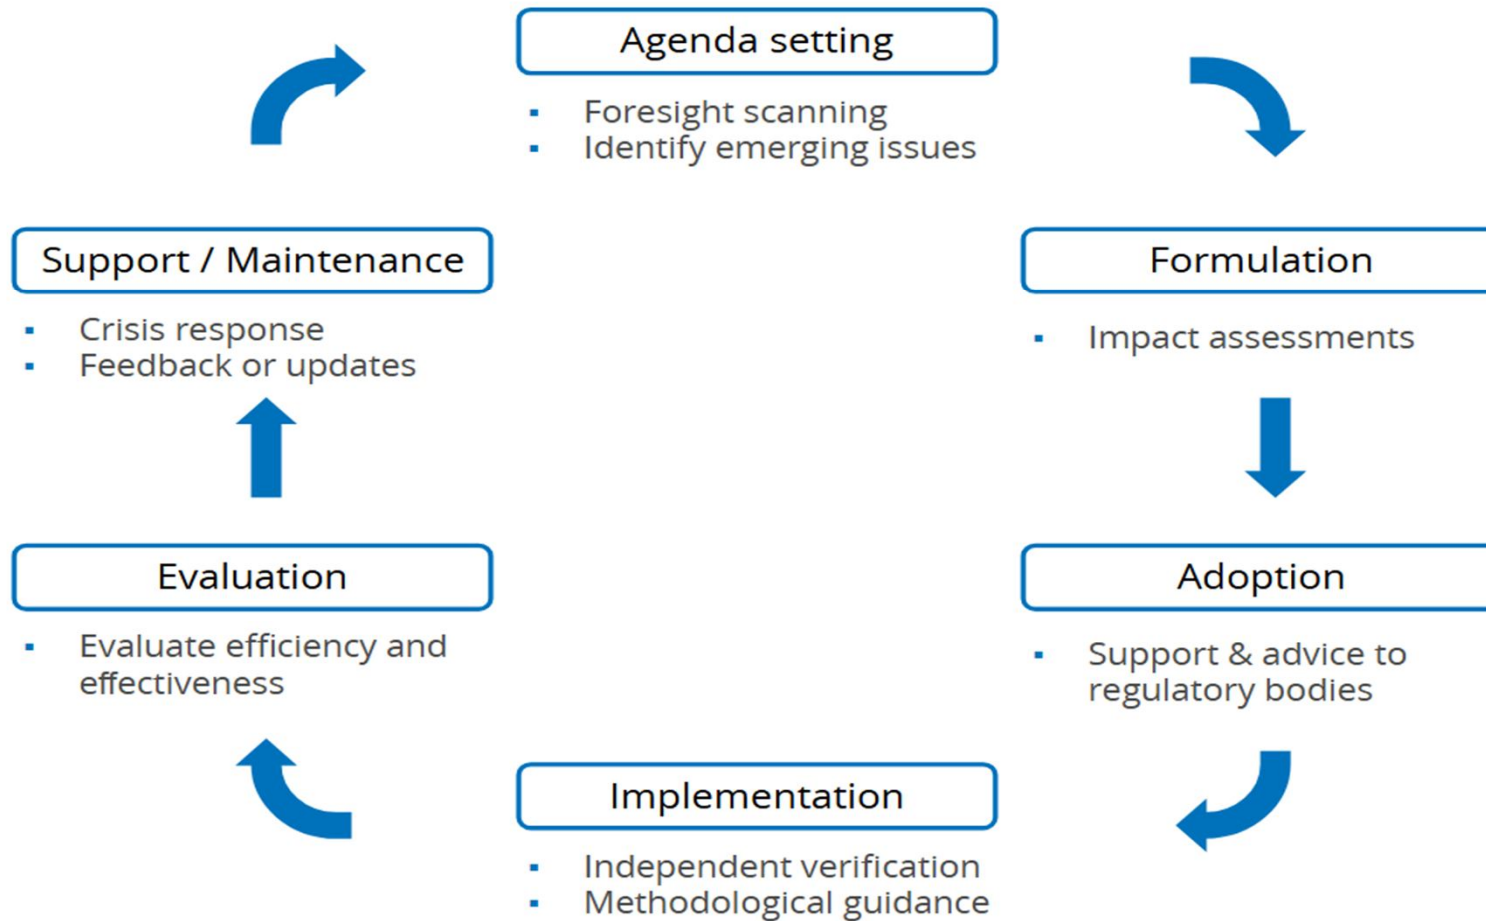 Agenda setting
▪ Foresight scanning
▪ Identify emerging issues
Formulation
▪ Impact assessments
Adoption
▪ Support & advice to
regulatory bodies
Implementation
▪ Independent verification
▪ Methodological guidance
Evaluation
▪ Evaluate efficiency and
effectiveness
Support / Maintenance
▪ Crisis response
▪ Feedback or updates